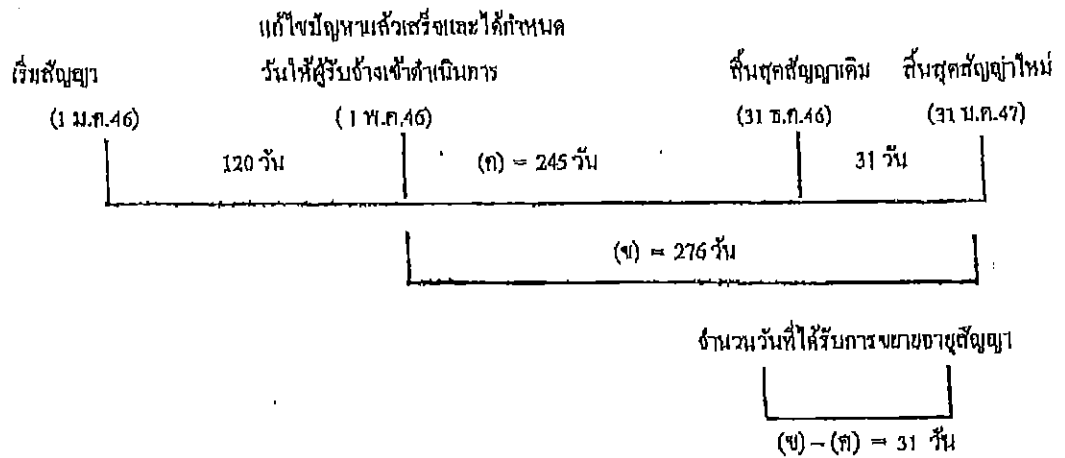 แก้ไขปัญหาแล้วเสร็จและได้กำหนด
เริ่มสัญญา วันให้ผู้รับจ้างเข้าดำเนินการ สิ้นสุดสัญญาเดิม สิ้นสุดสัญญาใหม่
(1 ม.ค.46) (1 พ.ค.46) (31 ธ.ค.46) (31 ม.ค.47)
120 วัน (ค) = 245 วัน 31 วัน
(ข) = 276 วัน
จำนวนวันที่ได้รับการขยายอายุสัญญา
(ข) – (ค) = 31 วัน